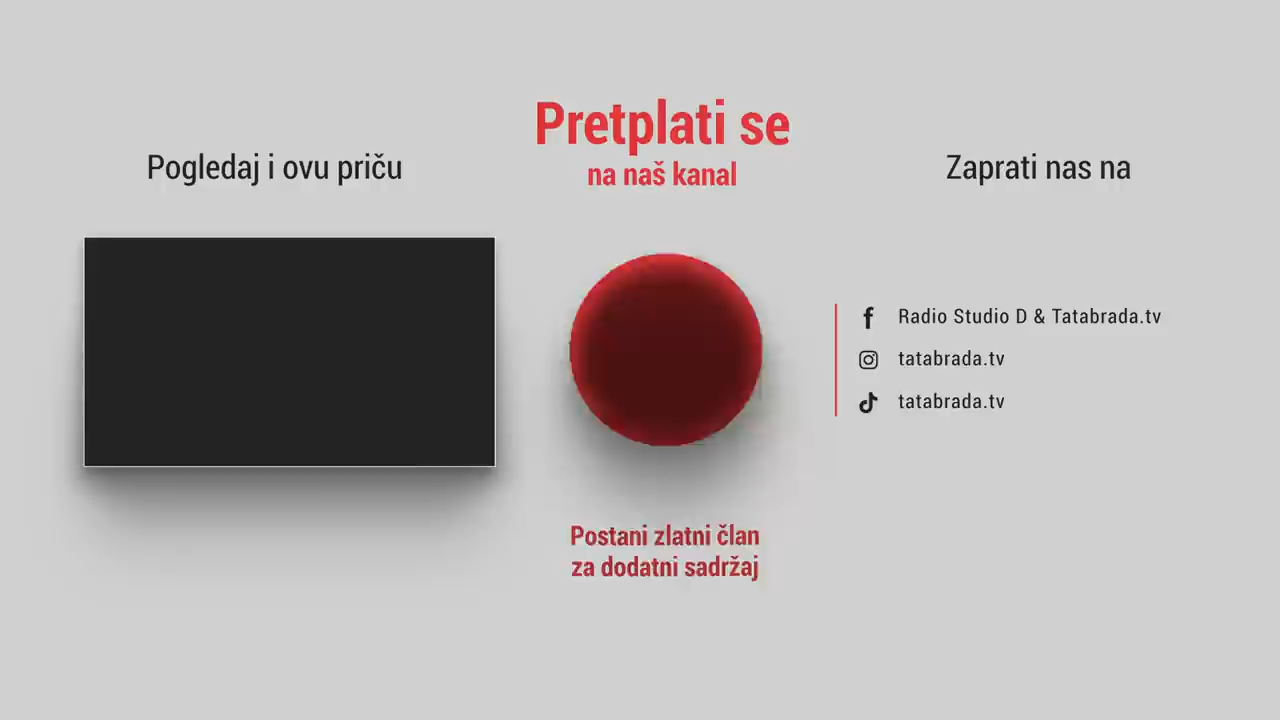 Pogledaj i ovu priču
Pretplati se
na naš kanal
Postani zlatni član
za dodatni sadržaj
Zaprati nas na
Radio Studio D & Tatabrada.tv
tatabrada.tv
tatabrada.tv